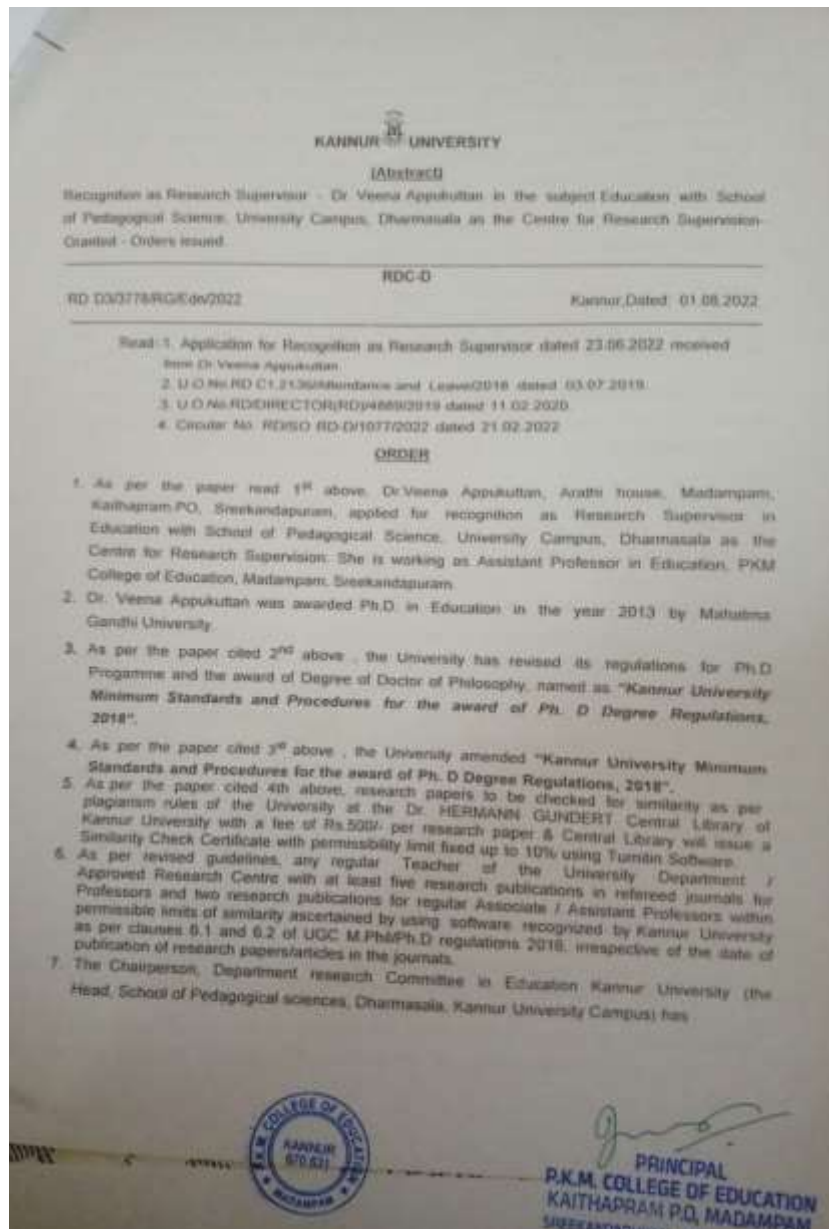 KANNUR UNIVERSITY
(Abstract)
Recognition as Research Supervisor - Dr Veena Appukuttan in the subject Education with School
of Pedagogical Science, University Campus, Dharmasala as the Centre for Research Supervision-
Granted - Orders issued.
RDC-D
RD D3/3778/RG/Edn/2022 Kannur,Dated: 01.08.2022
Read:1. Application for Recognition as Research Supervisor dated 23.06.2022 received
from Dr.Veena Appukuttan
2. U.O.No.RD C1.2136/Attendance and Leave/2018 dated 03.07.2019.
3. U.O.No.RD/DIRECTOR(RD)/4889/2019 dated 11.02.2020.
4. Circular No. RD/SO RD-D/1077/2022 dated 21.02.2022
ORDER
1. As per the paper read 1st above, Dr.Veena Appukuttan, Arathi house, Madampam,
Kaithapram.PO, Sreekandapuram, applied for recognition as Research Supervisor in
Education with School of Pedagogical Science, University Campus, Dharmasala as the
Centre for Research Supervision. She is working as Assistant Professor in Education, PKM
College of Education, Madampam, Sreekandapuram.
2. Dr. Veena Appukuttan was awarded Ph.D. in Education in the year 2013 by Mahatma
Gandhi University.
3. As per the paper cited 2nd above , the University has revised its regulations for Ph.D
Progamme and the award of Degree of Doctor of Philosophy, named as "Kannur University
Minimum Standards and Procedures for the award of Ph. D Degree Regulations,
2018".
4. As per the paper cited 3rd above , the University amended "Kannur University Minimum
Standards and Procedures for the award of Ph. D Degree Regulations, 2018".
5. As per the paper cited 4th above, research papers to be checked for similarity as per
plagiarism rules of the University at the Dr. HERMANN GUNDERT Central Library of
Kannur University with a fee of Rs.500/- per research paper & Central Library will issue a
Similarity Check Certificate with permissibility limit fixed up to 10% using Turnitin Software.
6. As per revised guidelines, any regular Teacher of the University Department /
Approved Research Centre with at least five research publications in refereed journals for
Professors and two research publications for regular Associate / Assistant Professors within
permissible limits of similarity ascertained by using software recognized by Kannur University
as per clauses 6.1 and 6.2 of UGC M.Phil/Ph.D regulations 2016, irrespective of the date of
publication of research papers/articles in the journals.
7. The Chairperson, Department research Committee in Education Kannur University (the
Head, School of Pedagogical sciences, Dharmasala, Kannur University Campus) has
P.K.M. COLLEGE OF EDUCATION
KANNUR
670 631
MADAMPAM
PRINCIPAL
P.K.M. COLLEGE OF EDUCATION
KAITHAPRAM P.O, MADAMPAM